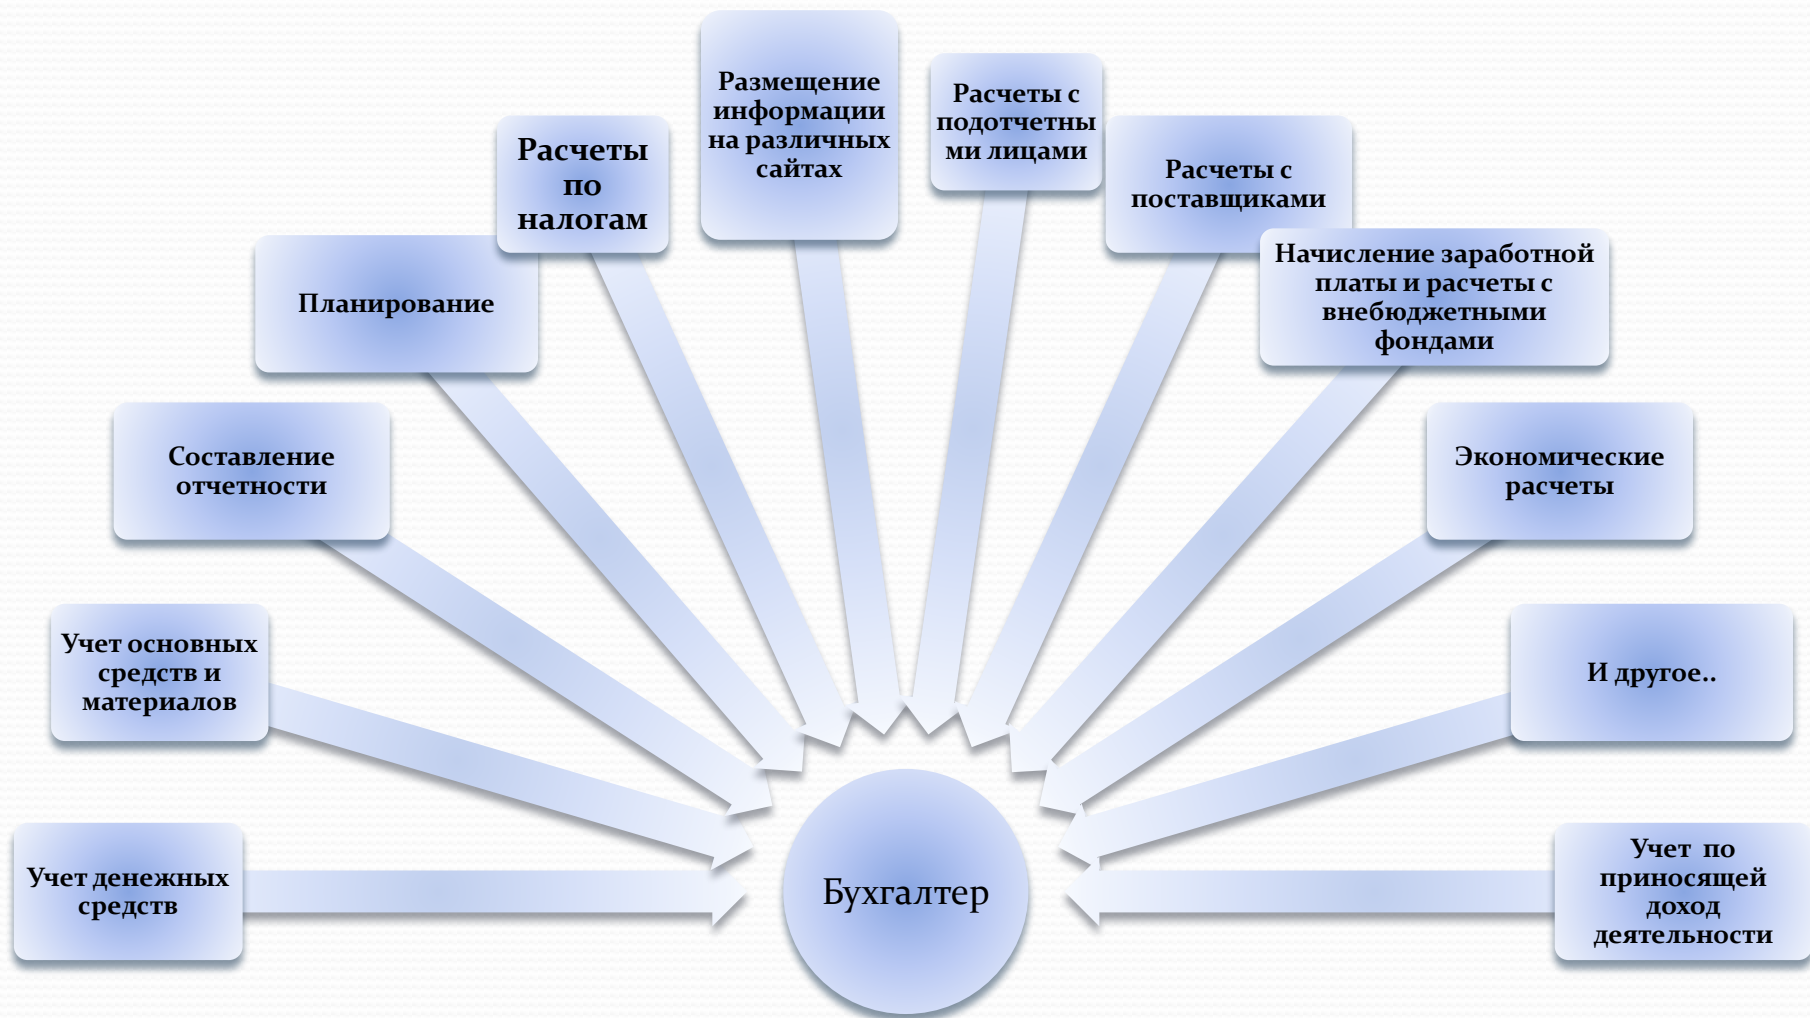 Размещение
информации
на различных
сайтах
Расчеты с
подотчетны
ми лицами
Расчеты
по
налогам
Расчеты с
поставщиками
Начисление заработной
платы и расчеты с
внебюджетными
фондами
Планирование
Составление
отчетности
Экономические
расчеты
Учет основных
средств и
материалов
И другое..
Учет денежных
средств
Бухгалтер
Учет  по
приносящей
доход
деятельности